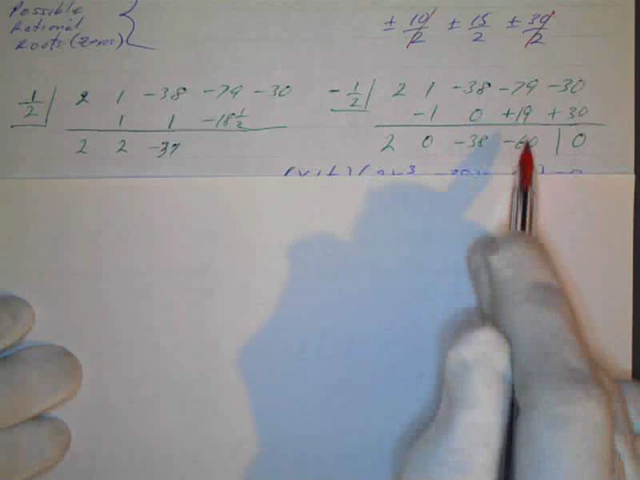 Possible
Rational
Roots (Zeros)
± 10/2 ± 15/2 ± 30/2
1/2 | 2 1 -38 -79 -30
1 1 -18 1/2
2 2 -37
-1/2 | 2 1 -38 -79 -30
-1 0 +19 +30
2 0 -38 -60 | 0